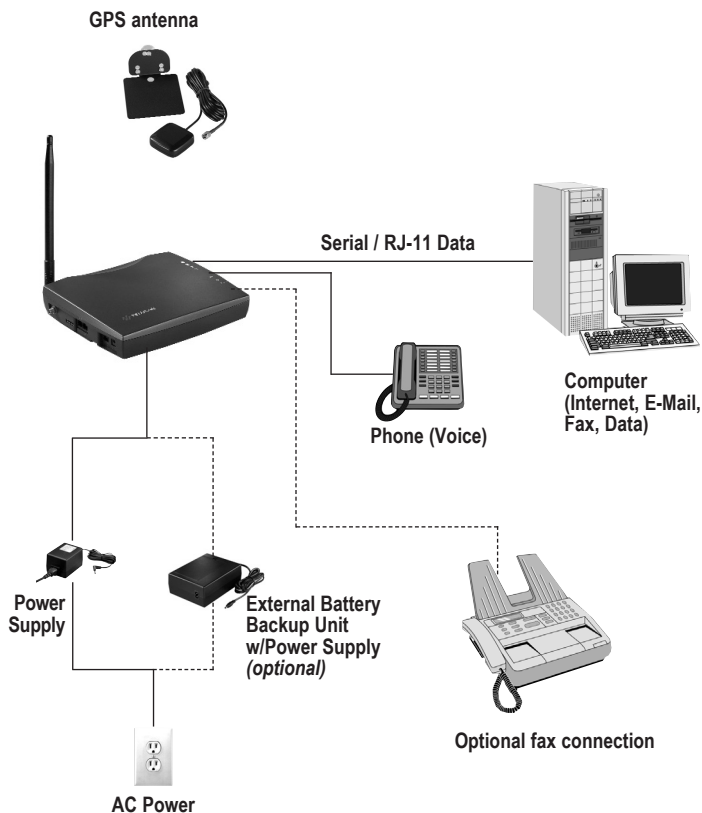 GPS antenna
Serial / RJ-11 Data
Computer
(Internet, E-Mail,
Fax, Data)
Phone (Voice)
Power
Supply
External Battery
Backup Unit
w/Power Supply
(optional)
Optional fax connection
AC Power